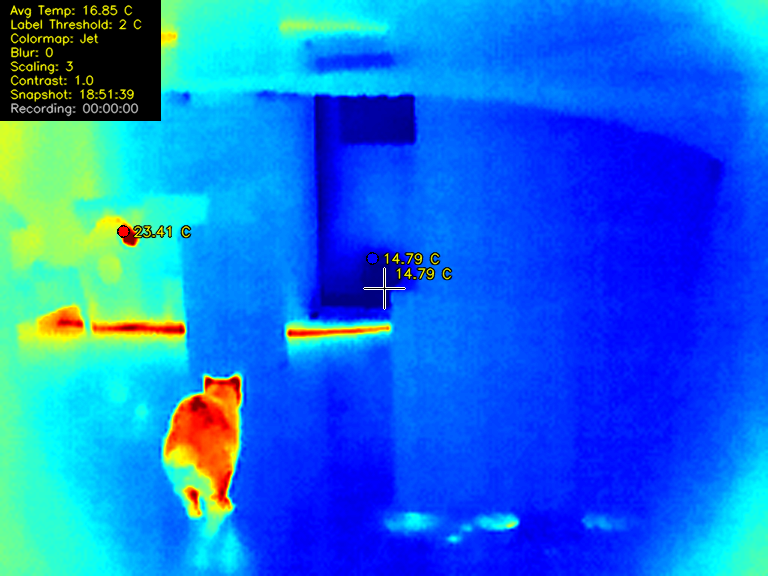 Avg Temp: 16.85 C
Label Threshold: 2 C
Colormap: Jet
Blur: 0
Scaling: 3
Contrast: 1.0
Snapshot: 18:51:39
Recording: 00:00:00
23.41 C
14.79 C
14.79 C